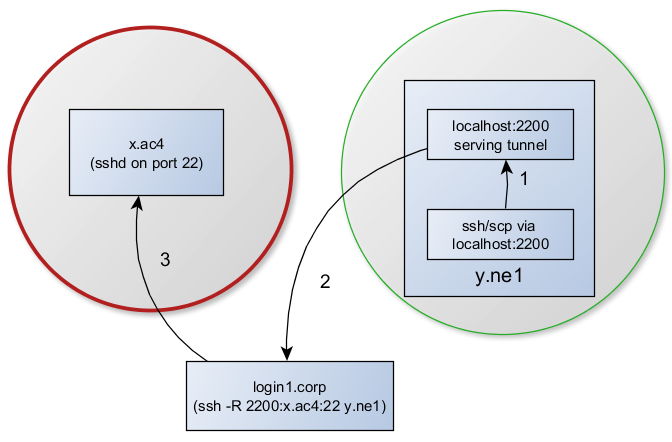 x.ac4
(sshd on port 22)
localhost:2200
serving tunnel
1
ssh/scp via
localhost:2200
y.ne1
2
3
login1.corp
(ssh -R 2200:x.ac4:22 y.ne1)